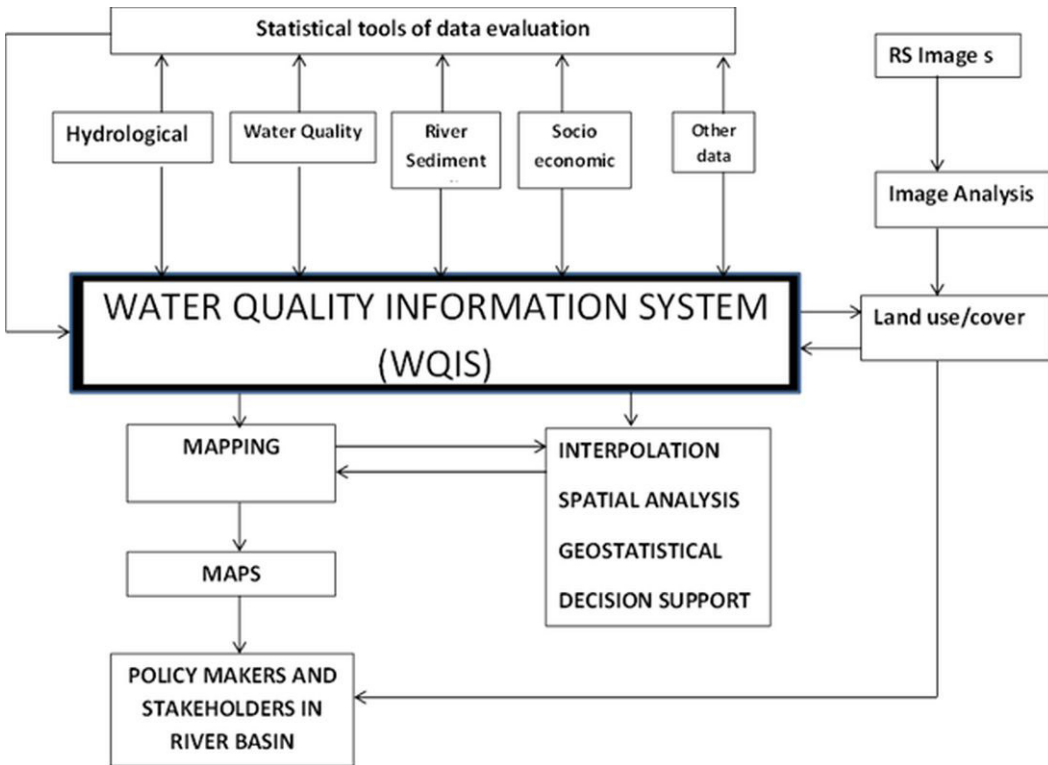 Statistical tools of data evaluation
RS Image s
Hydrological
Water Quality
River
Sediment
Socio
economic
Other
data
Image Analysis
WATER QUALITY INFORMATION SYSTEM
(WQIS)
Land use/cover
MAPPING
INTERPOLATION
SPATIAL ANALYSIS
GEOSTATISTICAL
DECISION SUPPORT
MAPS
POLICY MAKERS AND
STAKEHOLDERS IN
RIVER BASIN